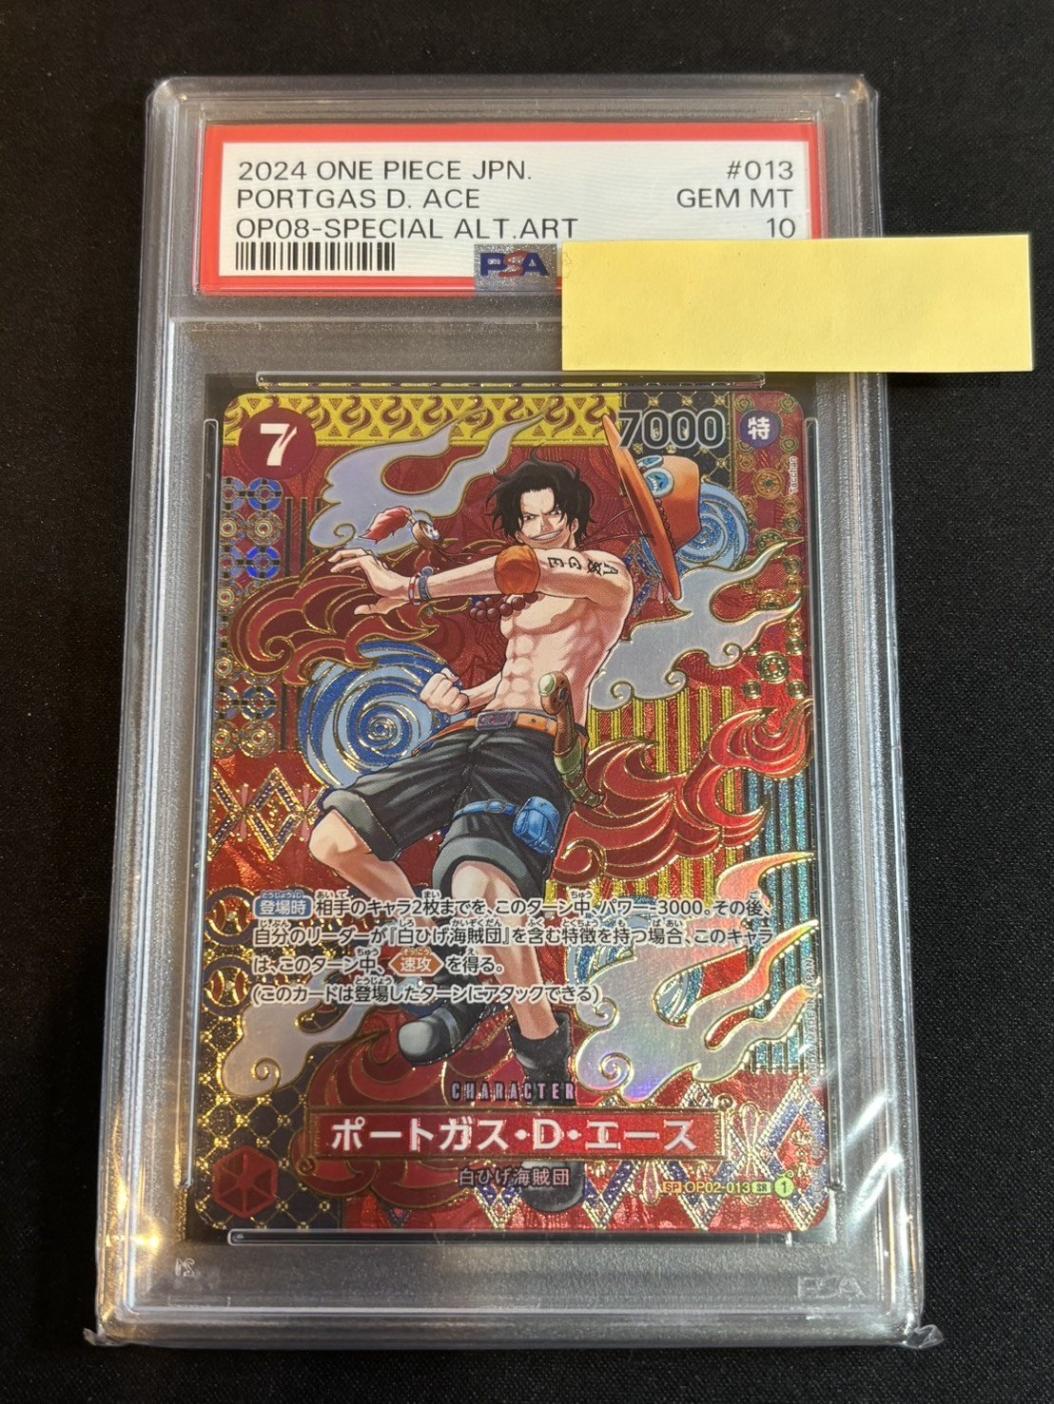 2024 ONE PIECE JPN. #013
PORTGAS D. ACE GEM MT
OP08-SPECIAL ALT.ART 10
PSA
7 7000 特
ACE
登場時 相手のキャラ2枚までを、このターン中、パワー-3000。その後、
自分のリーダーが『白ひげ海賊団』を含む特徴を持つ場合、このキャラ
は、このターン中、速攻を得る。
(このカードは登場したターンにアタックできる)
CHARACTER
ポートガス・D・エース
白ひげ海賊団
SP OP02-013 SR 1
PSA